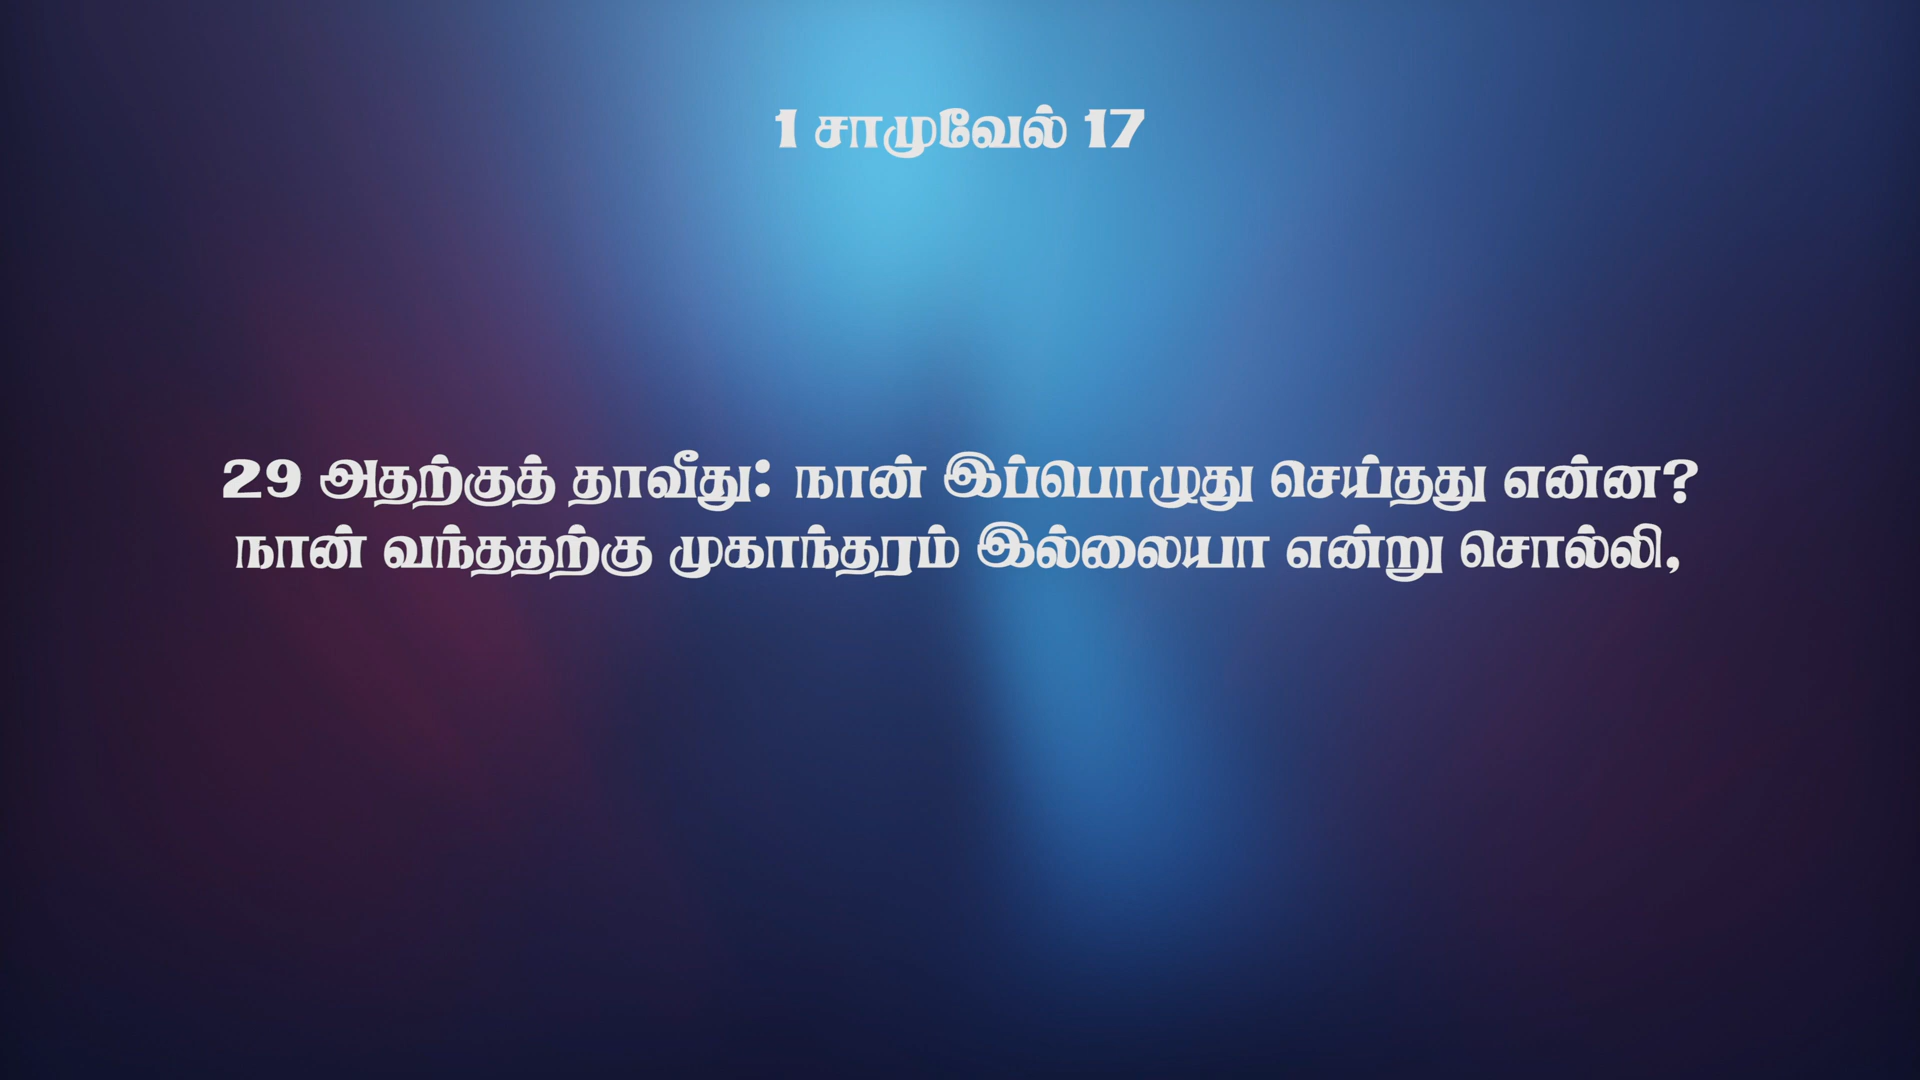 1 சாமுவேல் 17
29 அதற்குத் தாவீது: நான் இப்பொழுது செய்தது என்ன?
நான் வந்ததற்கு முகாந்தரம் இல்லையா என்று சொல்லி,